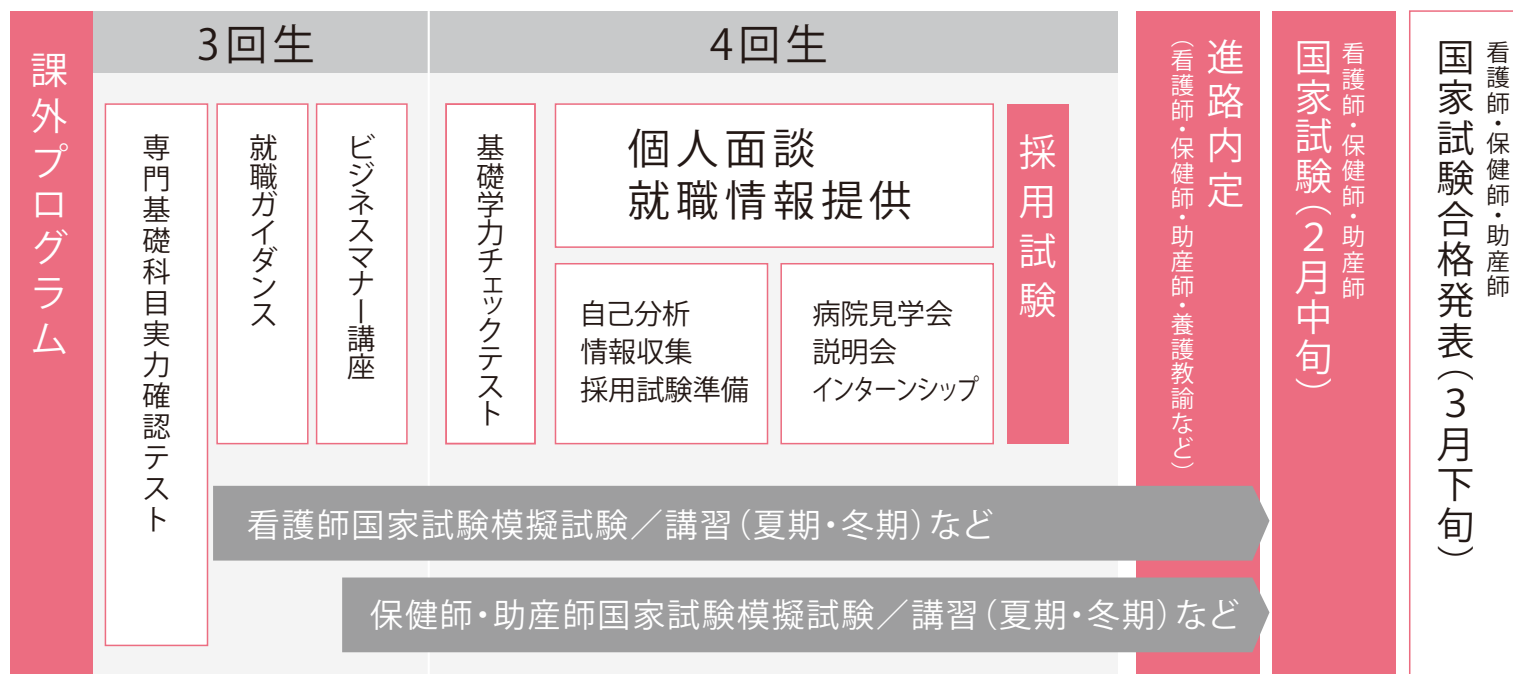 課外プログラム
3回生
専門基礎科目実力確認テスト
就職ガイダンス
ビジネスマナー講座
4回生
基礎学力チェックテスト
個人面談
就職情報提供
自己分析
情報収集
採用試験準備
病院見学会
説明会
インターンシップ
採用試験
看護師国家試験模擬試験／講習（夏期・冬期）など
保健師・助産師国家試験模擬試験／講習（夏期・冬期）など
進路内定
（看護師・保健師・助産師・養護教諭など）
看護師・保健師・助産師
国家試験（2月中旬）
看護師・保健師・助産師
国家試験合格発表（3月下旬）